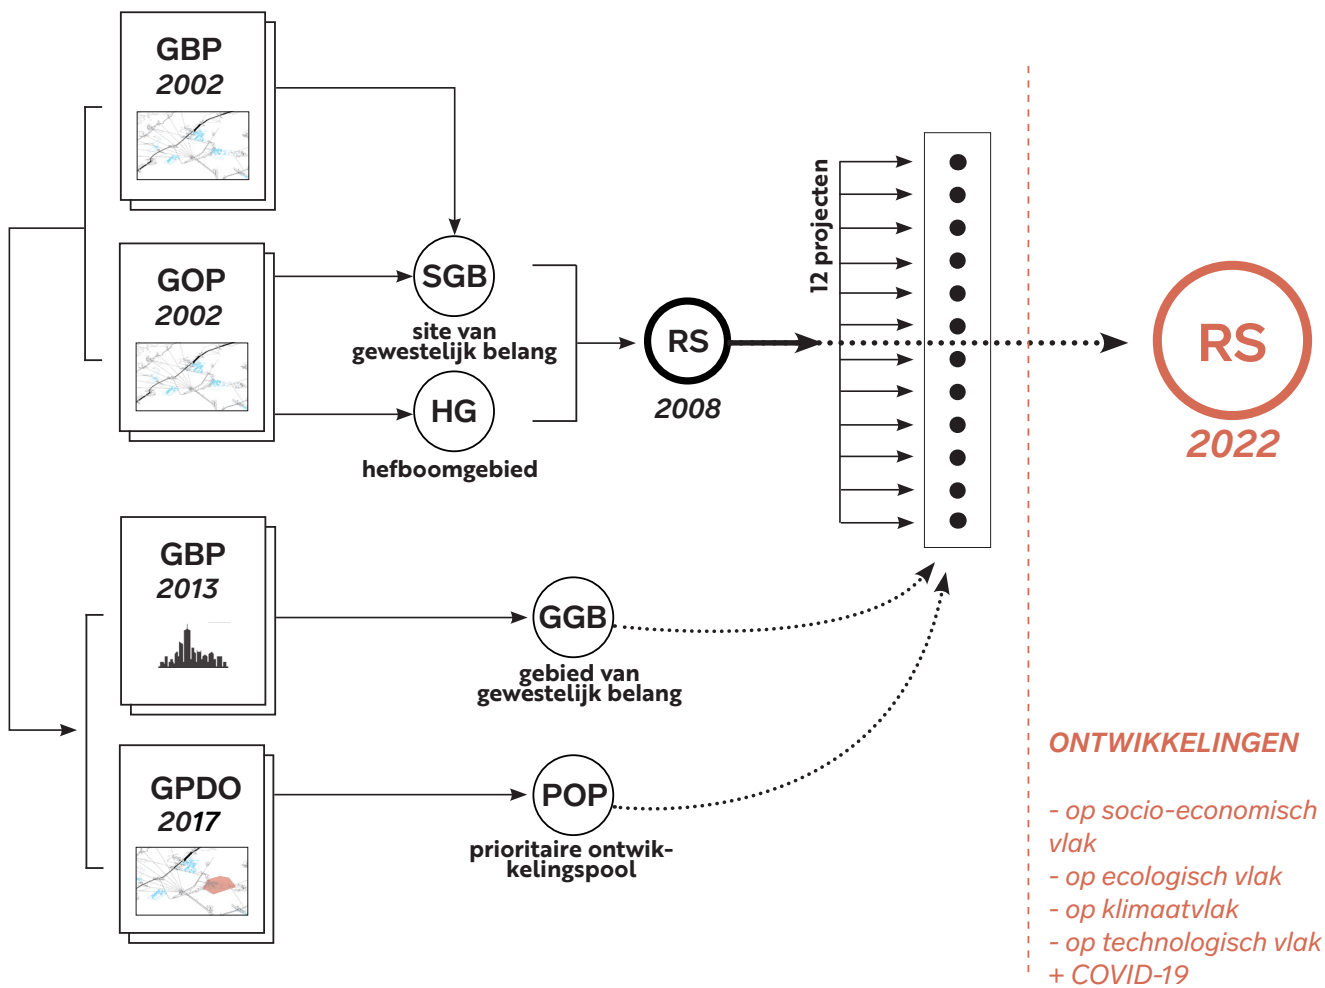 GBP
2002
GOP
2002
SGB
site van
gewestelijk belang
HG
hefboomgebied
RS
2008
12 projecten
RS
2022
GBP
2013
GGB
gebied van
gewestelijk belang
GPDO
2017
POP
prioritaire ontwik-
kelingspool
ONTWIKKELINGEN
- op socio-economisch
vlak
- op ecologisch vlak
- op klimaatvlak
- op technologisch vlak
+ COVID-19